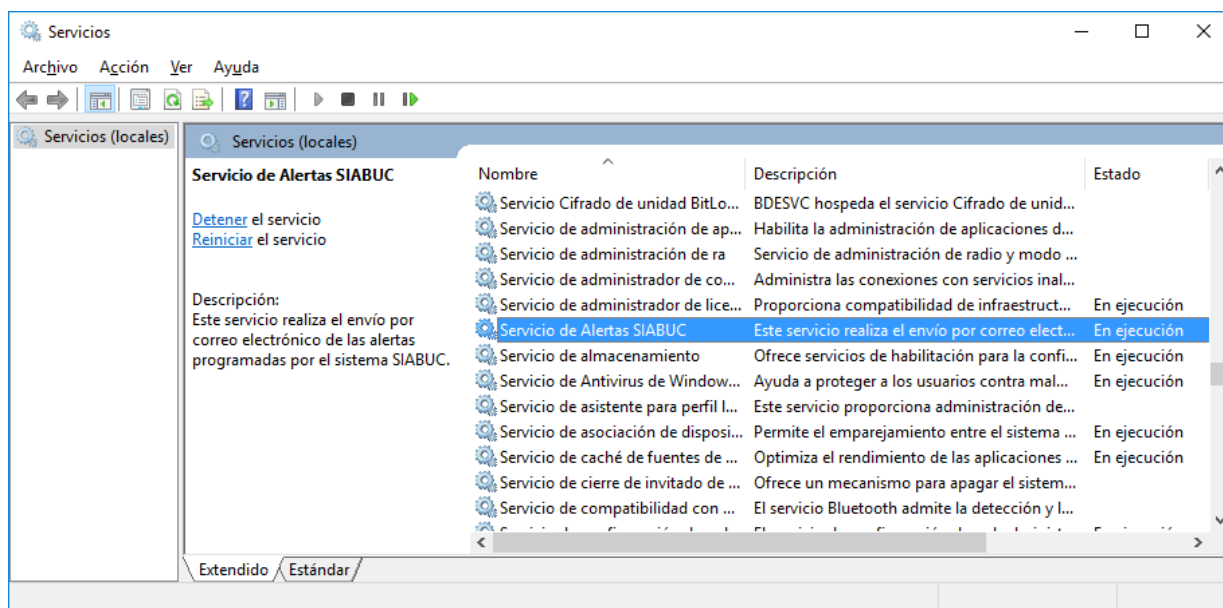 Servicios
Archivo Acción Ver Ayuda
Servicios (locales)
Servicios (locales)
Servicio de Alertas SIABUC
Detener el servicio
Reiniciar el servicio
Descripción:
Este servicio realiza el envío por
correo electrónico de las alertas
programadas por el sistema SIABUC.
Nombre Descripción Estado
Servicio Cifrado de unidad BitLo... BDESVC hospeda el servicio Cifrado de unid...
Servicio de administración de ap... Habilita la administración de aplicaciones d...
Servicio de administración de ra Servicio de administración de radio y modo ...
Servicio de administrador de co... Administra las conexiones con servicios inal...
Servicio de administrador de lice... Proporciona compatibilidad de infraestruct... En ejecución
Servicio de Alertas SIABUC Este servicio realiza el envío por correo elect... En ejecución
Servicio de almacenamiento Ofrece servicios de habilitación para la confi... En ejecución
Servicio de Antivirus de Window... Ayuda a proteger a los usuarios contra mal... En ejecución
Servicio de asistente para perfil l... Este servicio proporciona administración de...
Servicio de asociación de disposi... Permite el emparejamiento entre el sistema ... En ejecución
Servicio de caché de fuentes de ... Optimiza el rendimiento de las aplicaciones ... En ejecución
Servicio de cierre de invitado de ... Ofrece un mecanismo para apagar el sistem...
Servicio de compatibilidad con ... El servicio Bluetooth admite la detección y l...
Extendido Estándar